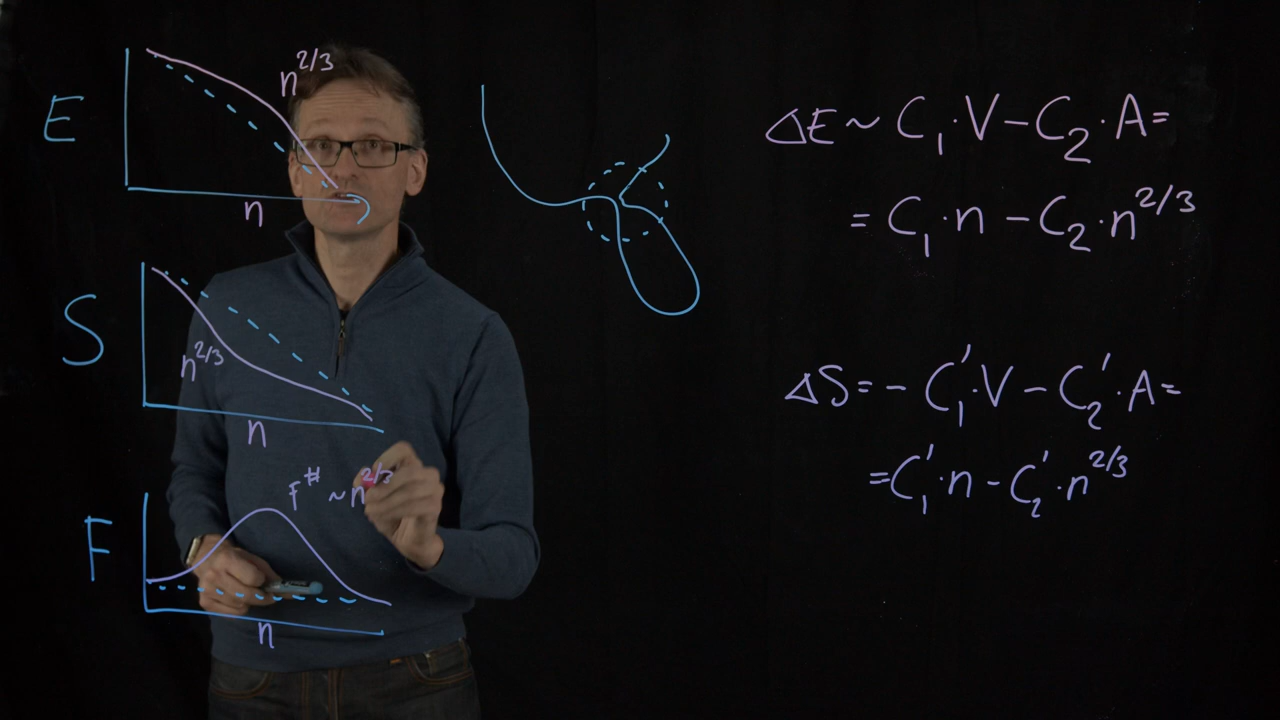 E
n^2/3
n
S
n^2/3
n
F
F^# ~ n^2/3
n
ΔE ~ C₁·V − C₂·A =
= C₁·n − C₂·n^2/3
ΔS = − C₁'·V − C₂'·A =
= C₁'·n − C₂'·n^2/3